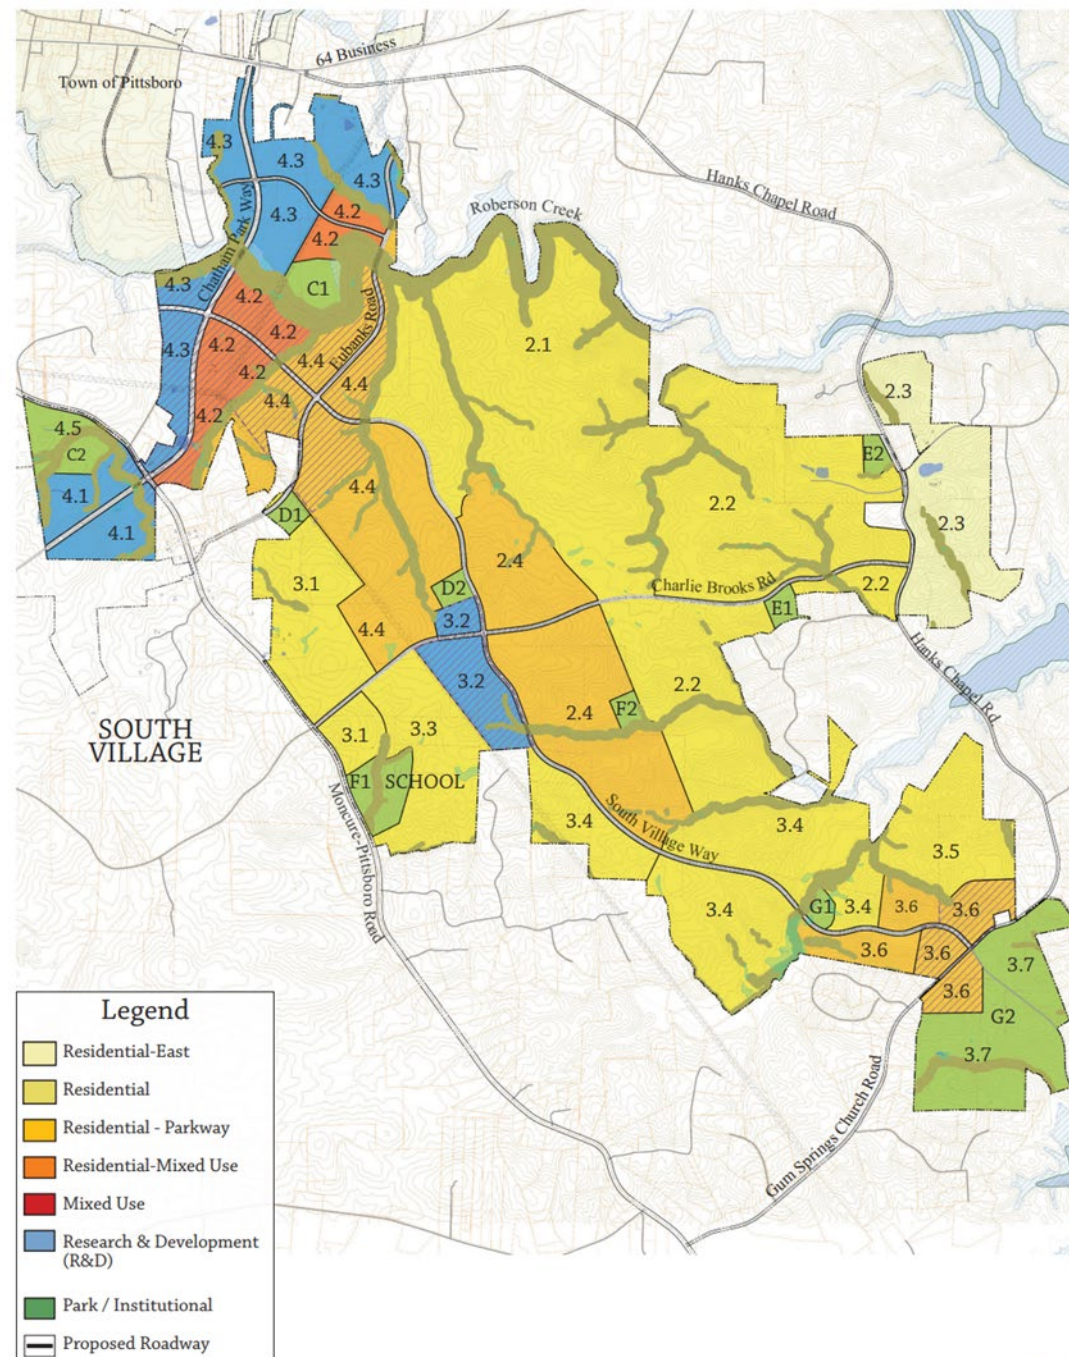 64 Business
Town of Pittsboro
4.3
4.3
4.3
Hanks Chapel Road
4.2
4.3
Roberson Creek
4.2
Chatham Park Way
4.3
C1
4.2
Eubanks Road
4.2
4.2
2.1
4.3
4.4
4.2
4.4
2.3
4.4
4.2
4.5
C2
E2
4.4
4.1
2.2
D1
2.3
4.1
2.4
3.1
Charlie Brooks Rd
2.2
D2
E1
3.2
4.4
Hanks Chapel Rd
3.2
2.2
2.4
F2
SOUTH
VILLAGE
3.1
3.3
F1
SCHOOL
Moncure-Pittsboro Road
3.4
South Village Way
3.4
3.5
3.4
G1
3.4
3.6
3.6
3.6
3.6
3.7
3.6
G2
3.7
Gum Springs Church Road
Legend
Residential-East
Residential
Residential - Parkway
Residential-Mixed Use
Mixed Use
Research & Development
(R&D)
Park / Institutional
Proposed Roadway